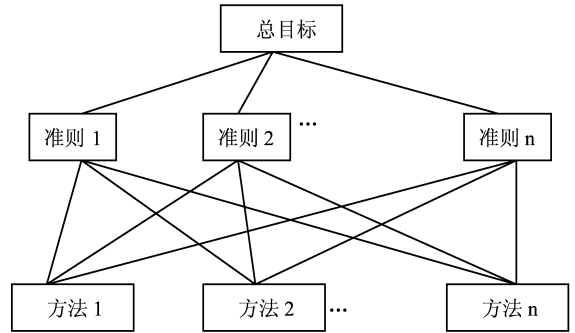 总目标
准则 1
准则 2
...
准则 n
方法 1
方法 2
...
方法 n